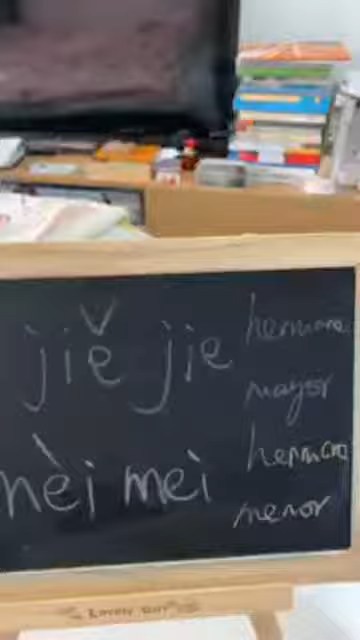 jiě jie
hermana
mayor
mèi mei
hermana
menor